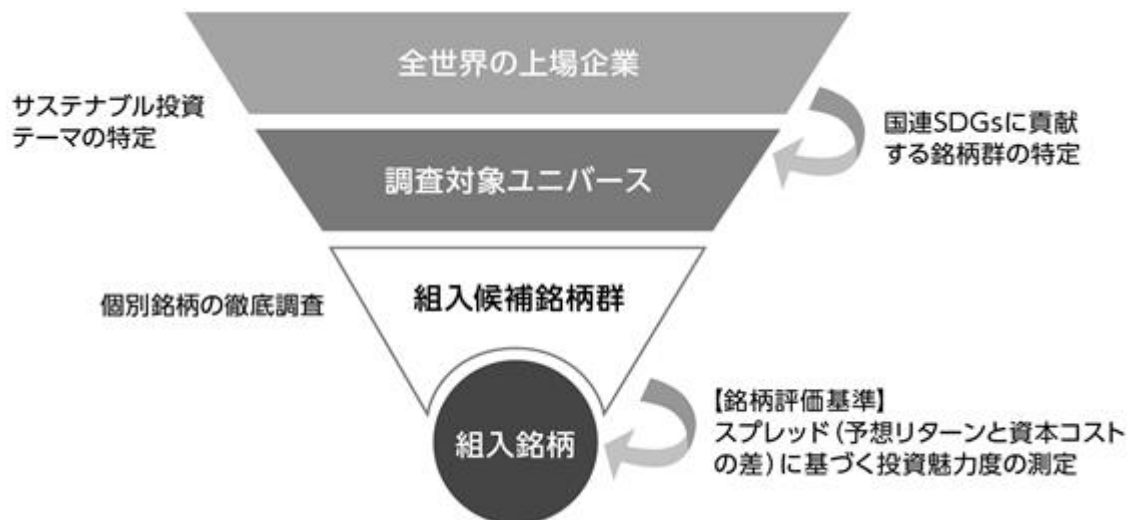 全世界の上場企業
サステナブル投資
テーマの特定
国連SDGsに貢献
する銘柄群の特定
調査対象ユニバース
個別銘柄の徹底調査
組入候補銘柄群
組入銘柄
【銘柄評価基準】
スプレッド(予想リターンと資本コスト
の差)に基づく投資魅力度の測定